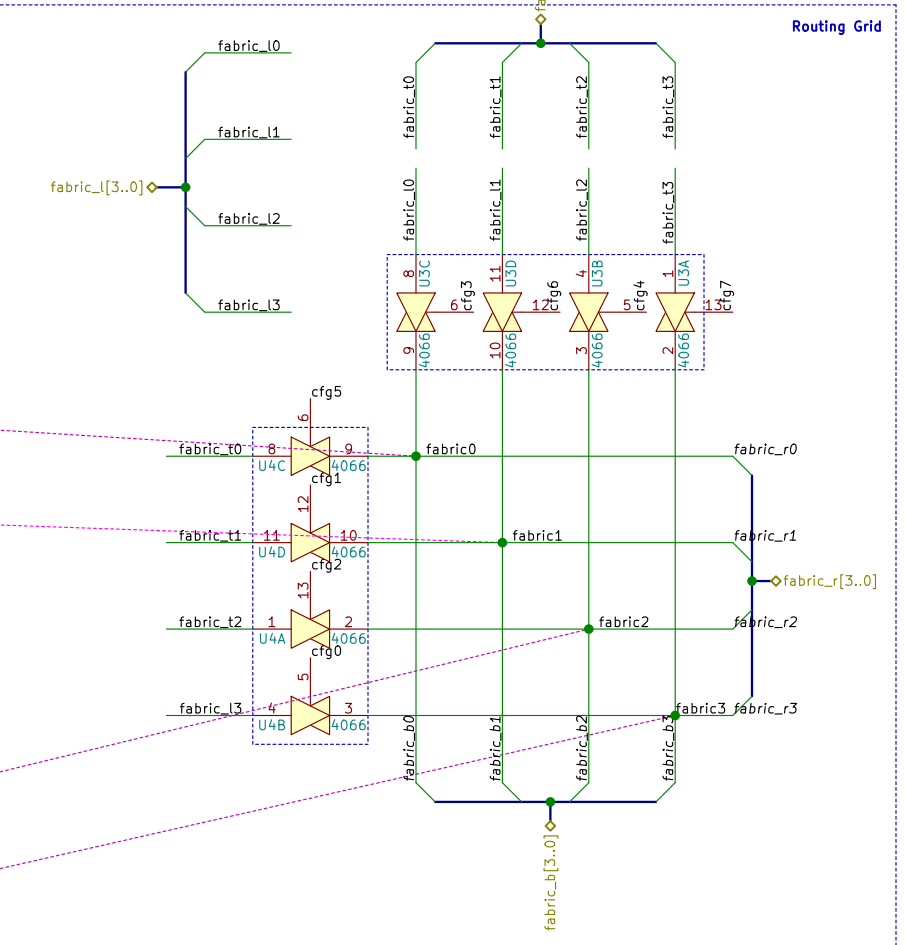 fa
Routing Grid
fabric_l0
fabric_l1
fabric_l[3..0]
fabric_l2
fabric_l3
fabric_t0
fabric_t1
fabric_t2
fabric_t3
fabric_l0
fabric_l1
fabric_l2
fabric_t3
8
U3C
11
U3D
4
U3B
1
U3A
6
cfg3
12
cfg6
5
cfg4
13
cfg7
9
4066
10
4066
3
4066
2
4066
cfg5
6
fabric_t0
8
9
U4C
4066
fabric0
fabric_r0
cfg1
12
fabric_t1
11
10
U4D
4066
fabric1
fabric_r1
cfg2
13
fabric_r[3..0]
fabric_t2
1
2
U4A
4066
fabric2
fabric_r2
cfg0
5
fabric_l3
4
3
U4B
4066
fabric3
fabric_r3
fabric_b0
fabric_b1
fabric_b2
fabric_b3
fabric_b[3..0]